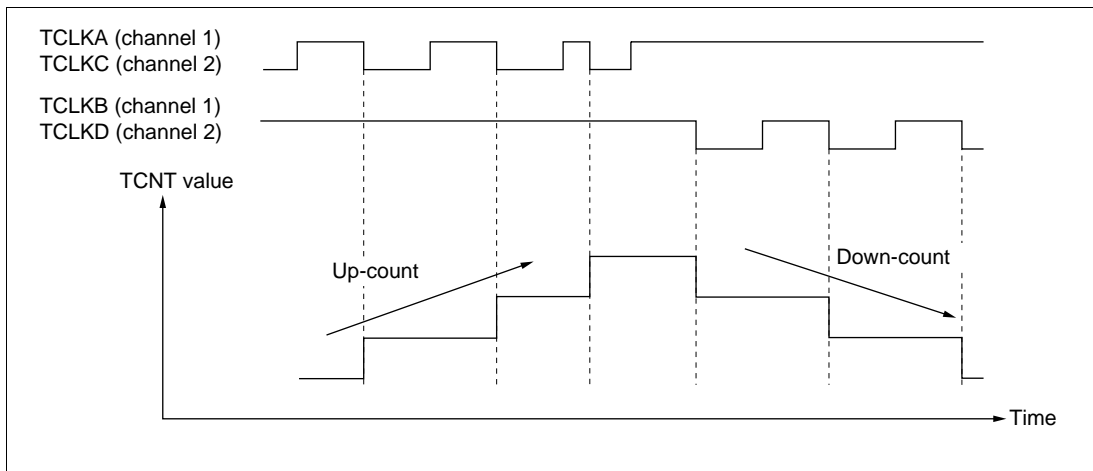 TCLKA (channel 1)
TCLKC (channel 2)
TCLKB (channel 1)
TCLKD (channel 2)
TCNT value
Up-count
Down-count
Time